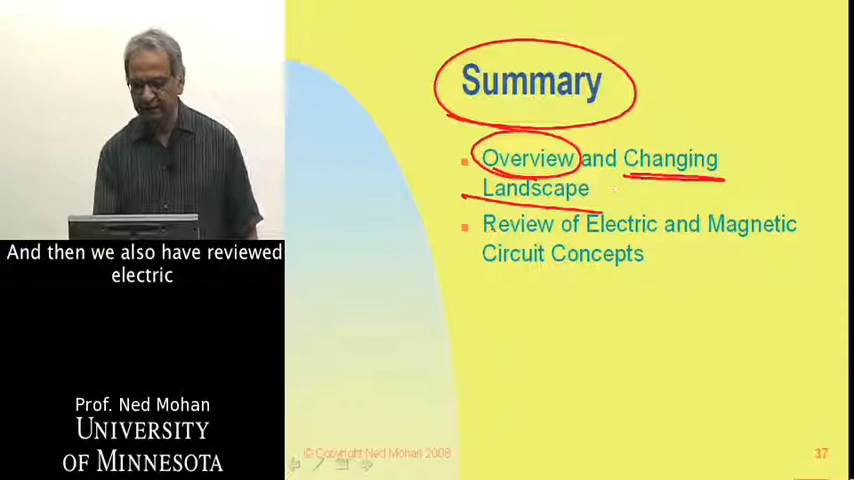 Summary
Overview and Changing
Landscape
Review of Electric and Magnetic
Circuit Concepts
And then we also have reviewed
electric
Prof. Ned Mohan
UNIVERSITY
OF MINNESOTA
© Copyright Ned Mohan 2008
37